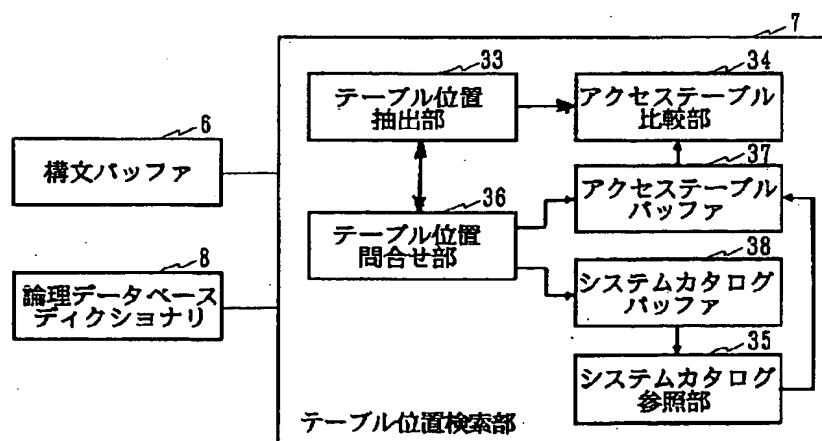 7
33
テーブル位置
抽出部
34
アクセステーブル
比較部
6
構文バッファ
36
テーブル位置
問合せ部
37
アクセステーブル
バッファ
8
論理データベース
ディクショナリ
38
システムカタログ
バッファ
35
システムカタログ
参照部
テーブル位置検索部